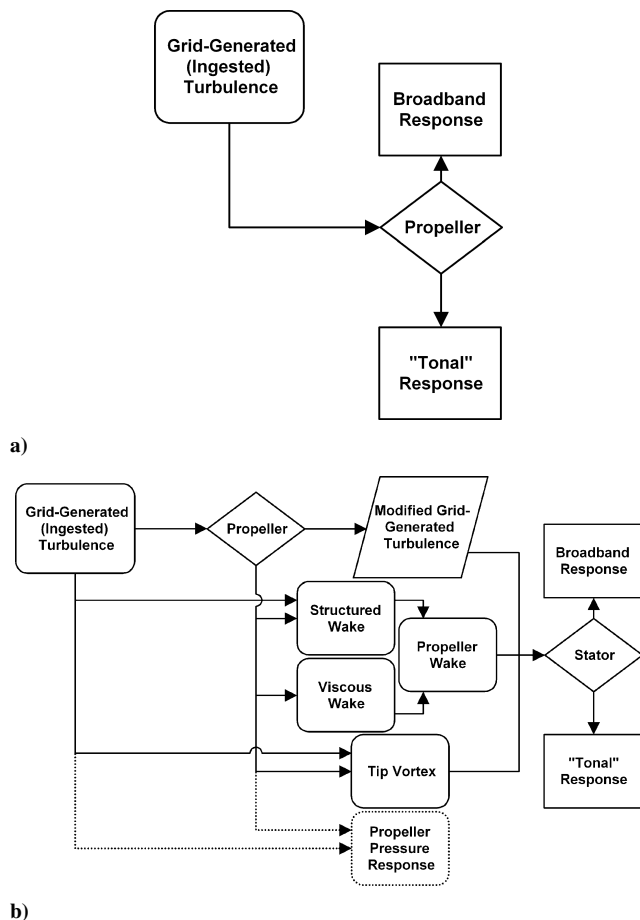 Grid-Generated
(Ingested)
Turbulence
Broadband
Response
Propeller
"Tonal"
Response
a)
Grid-Generated
(Ingested)
Turbulence
Propeller
Modified Grid-
Generated
Turbulence
Broadband
Response
Structured
Wake
Propeller
Wake
Stator
Viscous
Wake
Tip Vortex
"Tonal"
Response
Propeller
Pressure
Response
b)